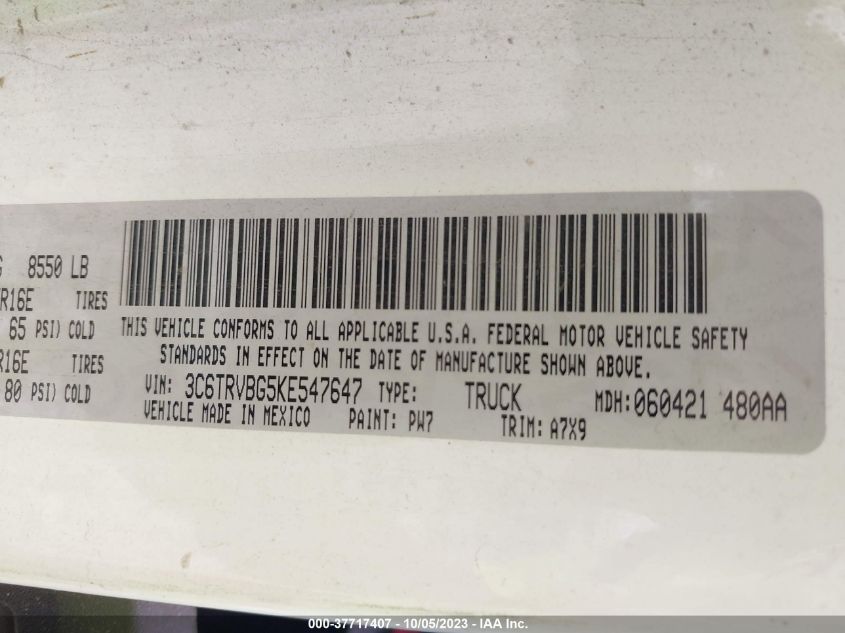 G 8550 LB
R16E TIRES
65 PSI) COLD
R16E TIRES
80 PSI) COLD
THIS VEHICLE CONFORMS TO ALL APPLICABLE U.S.A. FEDERAL MOTOR VEHICLE SAFETY
STANDARDS IN EFFECT ON THE DATE OF MANUFACTURE SHOWN ABOVE.
VIN: 3C6TRVBG5KE547647 TYPE: TRUCK MDH:060421 480AA
VEHICLE MADE IN MEXICO PAINT: PW7 TRIM: A7X9
000-37717407 - 10/05/2023 - IAA Inc.